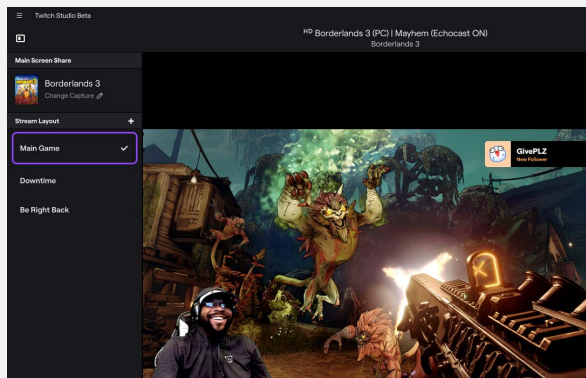 Twitch Studio Beta
HD Borderlands 3 (PC) | Mayhem (Echocast ON)
Borderlands 3
Main Screen Share
Borderlands 3
Change Capture
Stream Layout
Main Game
Downtime
Be Right Back
GivePLZ
New Follower